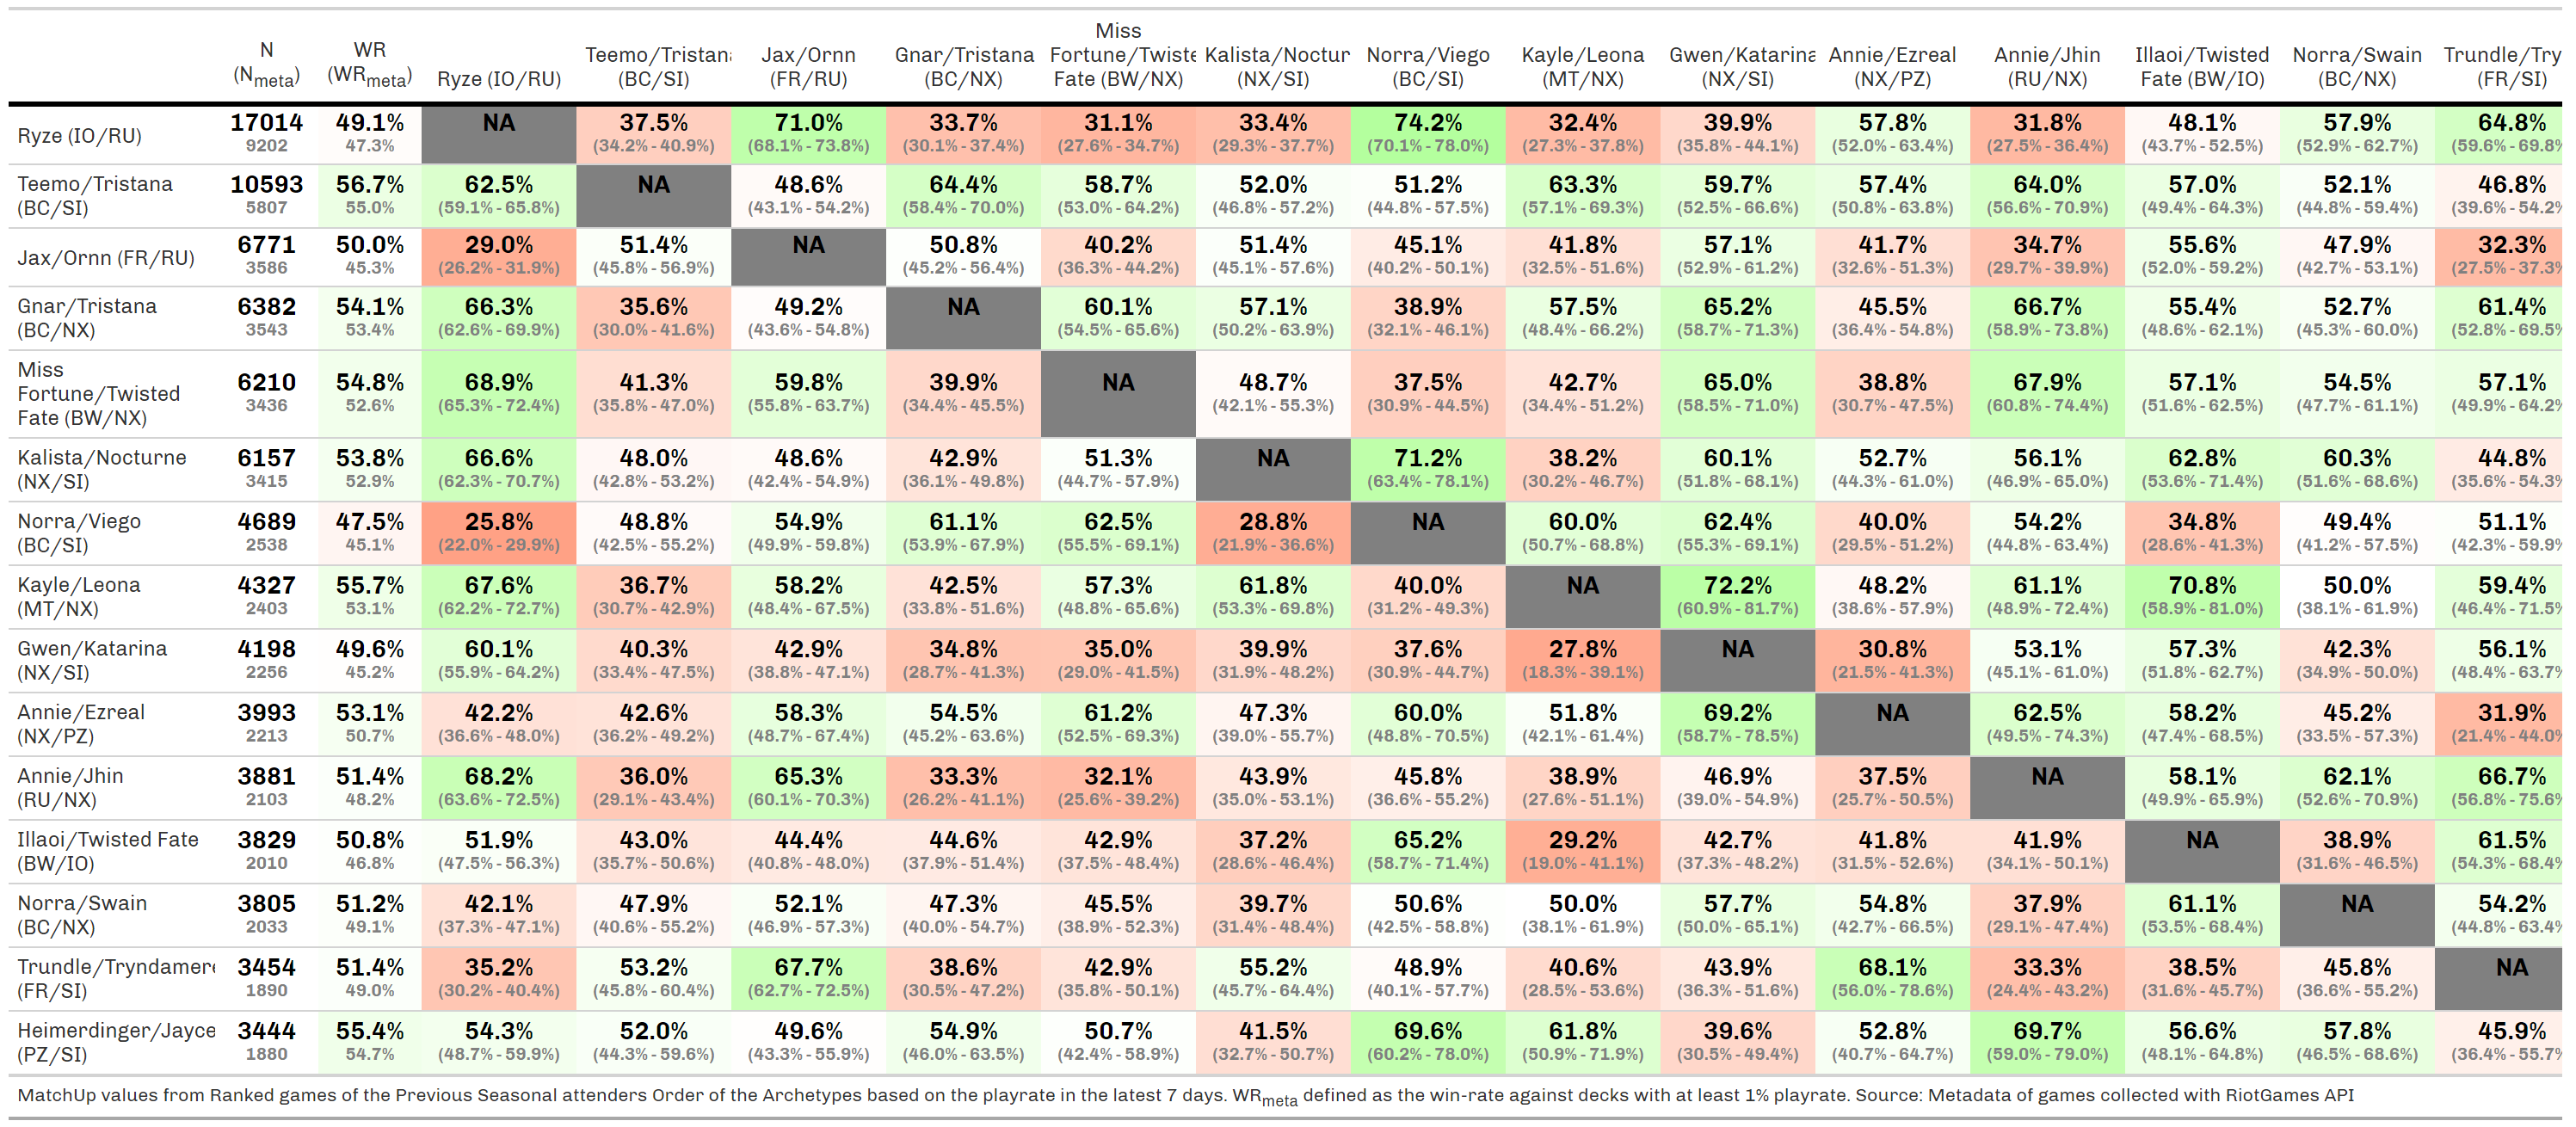 N (N_meta) WR (WR_meta) Ryze (IO/RU) Teemo/Tristana (BC/SI) Jax/Ornn (FR/RU) Gnar/Tristana (BC/NX) Miss Fortune/Twiste Fate (BW/NX) Kalista/Noctur (NX/SI) Norra/Viego (BC/SI) Kayle/Leona (MT/NX) Gwen/Katarina (NX/SI) Annie/Ezreal (NX/PZ) Annie/Jhin (RU/NX) Illaoi/Twisted Fate (BW/IO) Norra/Swain (BC/NX) Trundle/Try (FR/SI)
Ryze (IO/RU) 17014 49.1% NA 37.5% 71.0% 33.7% 31.1% 33.4% 74.2% 32.4% 39.9% 57.8% 31.8% 48.1% 57.9% 64.8%
9202 47.3% (34.2% - 40.9%) (68.1% - 73.8%) (30.1% - 37.4%) (27.6% - 34.7%) (29.3% - 37.7%) (70.1% - 78.0%) (27.3% - 37.8%) (35.8% - 44.1%) (52.0% - 63.4%) (27.5% - 36.4%) (43.7% - 52.5%) (52.9% - 62.7%) (59.6% - 69.8%
Teemo/Tristana 10593 56.7% 62.5% NA 48.6% 64.4% 58.7% 52.0% 51.2% 63.3% 59.7% 57.4% 64.0% 57.0% 52.1% 46.8%
(BC/SI) 5807 55.0% (59.1% - 65.8%) (43.1% - 54.2%) (58.4% - 70.0%) (53.0% - 64.2%) (46.8% - 57.2%) (44.8% - 57.5%) (57.1% - 69.3%) (52.5% - 66.6%) (50.8% - 63.8%) (56.6% - 70.9%) (49.4% - 64.3%) (44.8% - 59.4%) (39.6% - 54.2%
Jax/Ornn (FR/RU) 6771 50.0% 29.0% 51.4% NA 50.8% 40.2% 51.4% 45.1% 41.8% 57.1% 41.7% 34.7% 55.6% 47.9% 32.3%
3586 45.3% (26.2% - 31.9%) (45.8% - 56.9%) (45.2% - 56.4%) (36.3% - 44.2%) (45.1% - 57.6%) (40.2% - 50.1%) (32.5% - 51.6%) (52.9% - 61.2%) (32.6% - 51.3%) (29.7% - 39.9%) (52.0% - 59.2%) (42.7% - 53.1%) (27.5% - 37.3%
Gnar/Tristana 6382 54.1% 66.3% 35.6% 49.2% NA 60.1% 57.1% 38.9% 57.5% 65.2% 45.5% 66.7% 55.4% 52.7% 61.4%
(BC/NX) 3543 53.4% (62.6% - 69.9%) (30.0% - 41.6%) (43.6% - 54.8%) (54.5% - 65.6%) (50.2% - 63.9%) (32.1% - 46.1%) (48.4% - 66.2%) (58.7% - 71.3%) (36.4% - 54.8%) (58.9% - 73.8%) (48.6% - 62.1%) (45.3% - 60.0%) (52.8% - 69.5%
Miss
Fortune/Twisted 6210 54.8% 68.9% 41.3% 59.8% 39.9% NA 48.7% 37.5% 42.7% 65.0% 38.8% 67.9% 57.1% 54.5% 57.1%
Fate (BW/NX) 3436 52.6% (65.3% - 72.4%) (35.8% - 47.0%) (55.8% - 63.7%) (34.4% - 45.5%) (42.1% - 55.3%) (30.9% - 44.5%) (34.4% - 51.2%) (58.5% - 71.0%) (30.7% - 47.5%) (60.8% - 74.4%) (51.6% - 62.5%) (47.7% - 61.1%) (49.9% - 64.2%
Kalista/Nocturne 6157 53.8% 66.6% 48.0% 48.6% 42.9% 51.3% NA 71.2% 38.2% 60.1% 52.7% 56.1% 62.8% 60.3% 44.8%
(NX/SI) 3415 52.9% (62.3% - 70.7%) (42.8% - 53.2%) (42.4% - 54.9%) (36.1% - 49.8%) (44.7% - 57.9%) (63.4% - 78.1%) (30.2% - 46.7%) (51.8% - 68.1%) (44.3% - 61.0%) (46.9% - 65.0%) (53.6% - 71.4%) (51.6% - 68.6%) (35.6% - 54.3%
Norra/Viego 4689 47.5% 25.8% 48.8% 54.9% 61.1% 62.5% 28.8% NA 60.0% 62.4% 40.0% 54.2% 34.8% 49.4% 51.1%
(BC/SI) 2538 45.1% (22.0% - 29.9%) (42.5% - 55.2%) (49.9% - 59.8%) (53.9% - 67.9%) (55.5% - 69.1%) (21.9% - 36.6%) (50.7% - 68.8%) (55.3% - 69.1%) (29.5% - 51.2%) (44.8% - 63.4%) (28.6% - 41.3%) (41.2% - 57.5%) (42.3% - 59.9%
Kayle/Leona 4327 55.7% 67.6% 36.7% 58.2% 42.5% 57.3% 61.8% 40.0% NA 72.2% 48.2% 61.1% 70.8% 50.0% 59.4%
(MT/NX) 2403 53.1% (62.2% - 72.7%) (30.7% - 42.9%) (48.4% - 67.5%) (33.8% - 51.6%) (48.8% - 65.6%) (53.3% - 69.8%) (31.2% - 49.3%) (60.9% - 81.7%) (38.6% - 57.9%) (48.9% - 72.4%) (58.9% - 81.0%) (38.1% - 61.9%) (46.4% - 71.5%
Gwen/Katarina 4198 49.6% 60.1% 40.3% 42.9% 34.8% 35.0% 39.9% 37.6% 27.8% NA 30.8% 53.1% 57.3% 42.3% 56.1%
(NX/SI) 2256 45.2% (55.9% - 64.2%) (33.4% - 47.5%) (38.8% - 47.1%) (28.7% - 41.3%) (29.0% - 41.5%) (31.9% - 48.2%) (30.9% - 44.7%) (18.3% - 39.1%) (21.5% - 41.3%) (45.1% - 61.0%) (51.8% - 62.7%) (34.9% - 50.0%) (48.4% - 63.7%
Annie/Ezreal 3993 53.1% 42.2% 42.6% 58.3% 54.5% 61.2% 47.3% 60.0% 51.8% 69.2% NA 62.5% 58.2% 45.2% 31.9%
(NX/PZ) 2213 50.7% (36.6% - 48.0%) (36.2% - 49.2%) (48.7% - 67.4%) (45.2% - 63.6%) (52.5% - 69.3%) (39.0% - 55.7%) (48.8% - 70.5%) (42.1% - 61.4%) (58.7% - 78.5%) (49.5% - 74.3%) (47.4% - 68.5%) (33.5% - 57.3%) (21.4% - 44.0%
Annie/Jhin 3881 51.4% 68.2% 36.0% 65.3% 33.3% 32.1% 43.9% 45.8% 38.9% 46.9% 37.5% NA 58.1% 62.1% 66.7%
(RU/NX) 2103 48.2% (63.6% - 72.5%) (29.1% - 43.4%) (60.1% - 70.3%) (26.2% - 41.1%) (25.6% - 39.2%) (35.0% - 53.1%) (36.6% - 55.2%) (27.6% - 51.1%) (39.0% - 54.9%) (25.7% - 50.5%) (49.9% - 65.9%) (52.6% - 70.9%) (56.8% - 75.6%
Illaoi/Twisted Fate 3829 50.8% 51.9% 43.0% 44.4% 44.6% 42.9% 37.2% 65.2% 29.2% 42.7% 41.8% 41.9% NA 38.9% 61.5%
(BW/IO) 2010 46.8% (47.5% - 56.3%) (35.7% - 50.6%) (40.8% - 48.0%) (37.9% - 51.4%) (37.5% - 48.4%) (28.6% - 46.4%) (58.7% - 71.4%) (19.0% - 41.1%) (37.3% - 48.2%) (31.5% - 52.6%) (34.1% - 50.1%) (31.6% - 46.5%) (54.3% - 68.4%
Norra/Swain 3805 51.2% 42.1% 47.9% 52.1% 47.3% 45.5% 39.7% 50.6% 50.0% 57.7% 54.8% 37.9% 61.1% NA 54.2%
(BC/NX) 2033 49.1% (37.3% - 47.1%) (40.6% - 55.2%) (46.9% - 57.3%) (40.0% - 54.7%) (38.9% - 52.3%) (31.4% - 48.4%) (42.5% - 58.8%) (38.1% - 61.9%) (50.0% - 65.1%) (42.7% - 66.5%) (29.1% - 47.4%) (53.5% - 68.4%) (44.8% - 63.4%
Trundle/Tryndamere 3454 51.4% 35.2% 53.2% 67.7% 38.6% 42.9% 55.2% 48.9% 40.6% 43.9% 68.1% 33.3% 38.5% 45.8% NA
(FR/SI) 1890 49.0% (30.2% - 40.4%) (45.8% - 60.4%) (62.7% - 72.5%) (30.5% - 47.2%) (35.8% - 50.1%) (45.7% - 64.4%) (40.1% - 57.7%) (28.5% - 53.6%) (36.3% - 51.6%) (56.0% - 78.6%) (24.4% - 43.2%) (31.6% - 45.7%) (36.6% - 55.2%)
Heimerdinger/Jayce 3444 55.4% 54.3% 52.0% 49.6% 54.9% 50.7% 41.5% 69.6% 61.8% 39.6% 52.8% 69.7% 56.6% 57.8% 45.9%
(PZ/SI) 1880 54.7% (48.7% - 59.9%) (44.3% - 59.6%) (43.3% - 55.9%) (46.0% - 63.5%) (42.4% - 58.9%) (32.7% - 50.7%) (60.2% - 78.0%) (50.9% - 71.9%) (30.5% - 49.4%) (40.7% - 64.7%) (59.0% - 79.0%) (48.1% - 64.8%) (46.5% - 68.6%) (36.4% - 55.7%
MatchUp values from Ranked games of the Previous Seasonal attenders Order of the Archetypes based on the playrate in the latest 7 days. WR_meta defined as the win-rate against decks with at least 1% playrate. Source: Metadata of games collected with RiotGames API